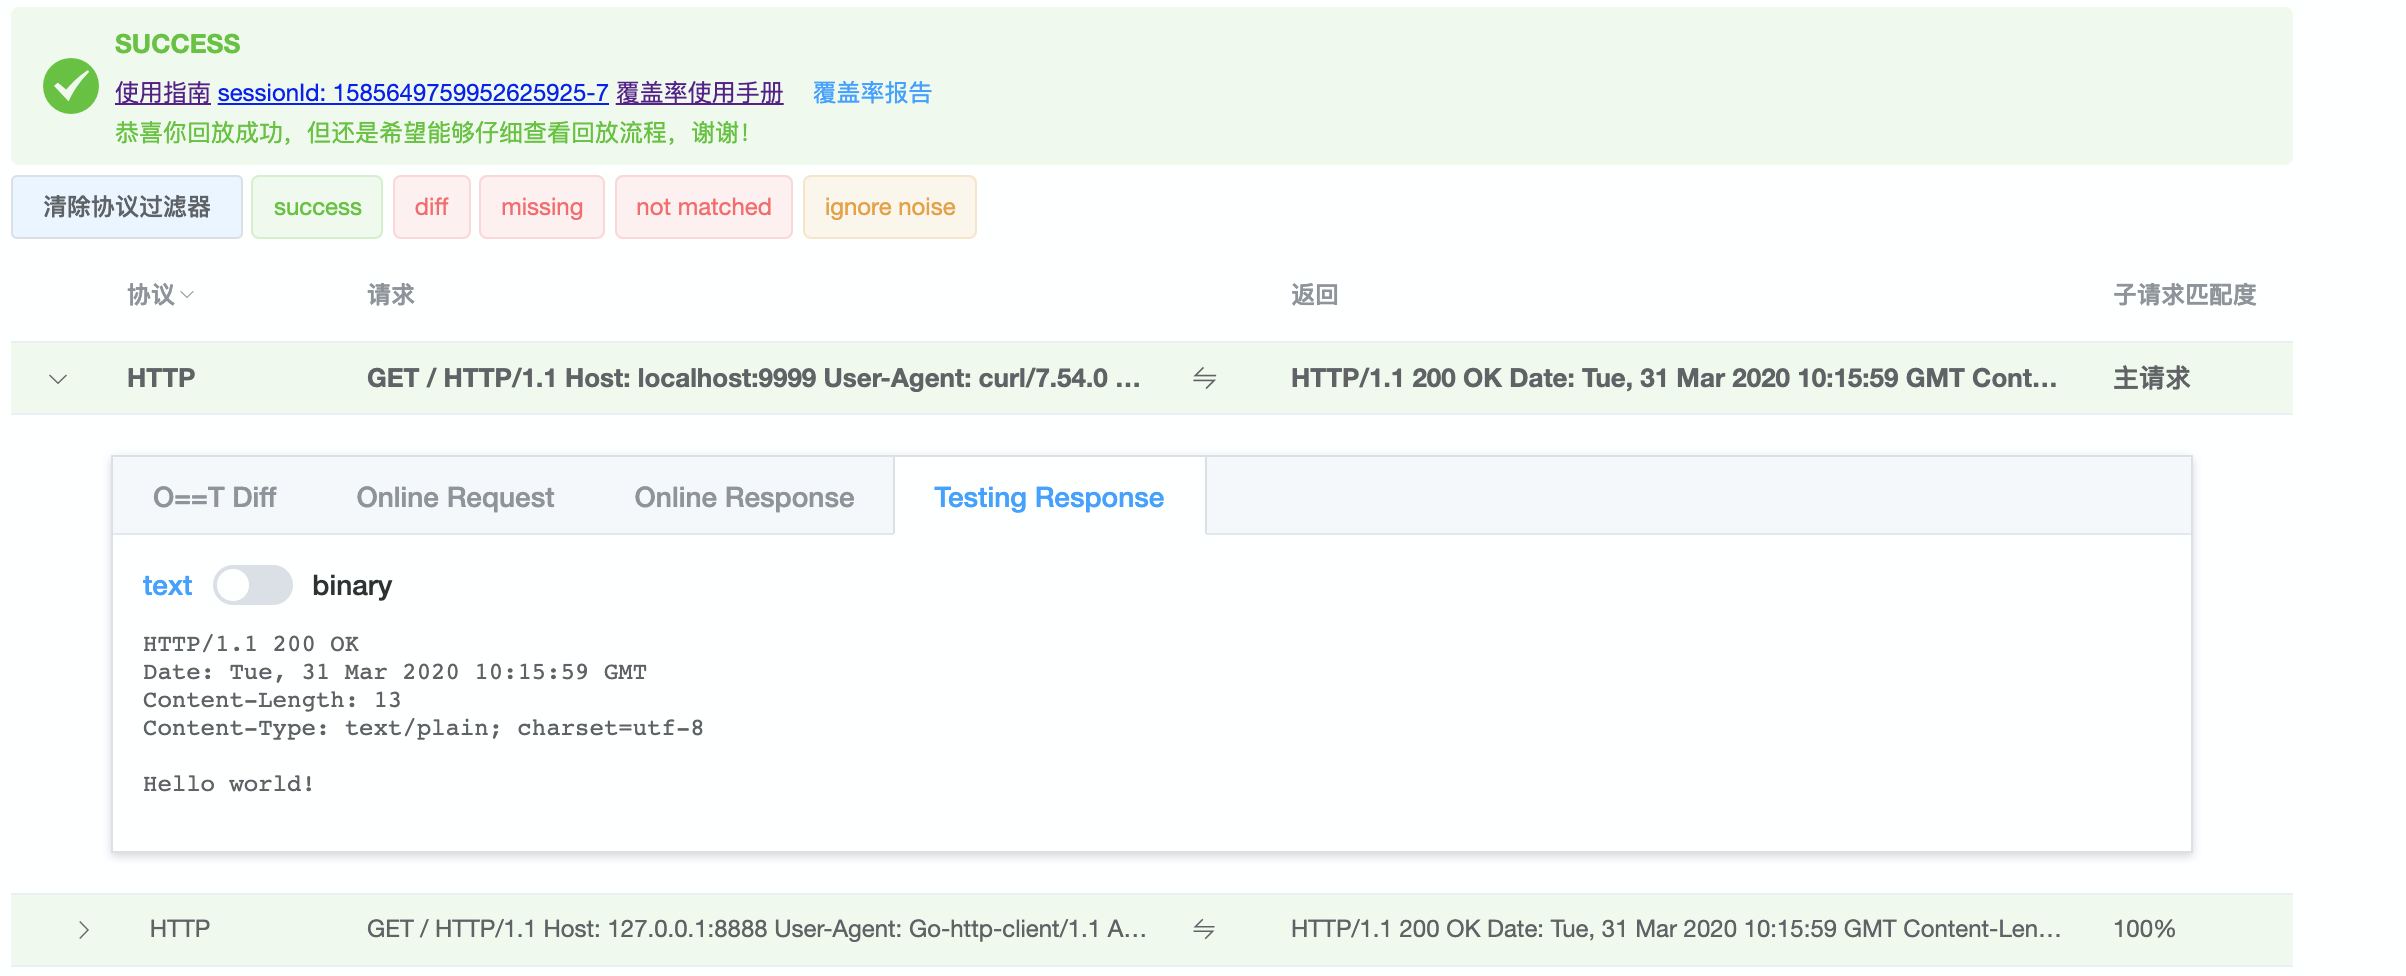 SUCCESS
使用指南 sessionId: 1585649759952625925-7 覆盖率使用手册 覆盖率报告
恭喜你回放成功，但还是希望能够仔细查看回放流程，谢谢！
清除协议过滤器 success diff missing not matched ignore noise
协议 请求 返回 子请求匹配度
HTTP GET / HTTP/1.1 Host: localhost:9999 User-Agent: curl/7.54.0 ... HTTP/1.1 200 OK Date: Tue, 31 Mar 2020 10:15:59 GMT Cont... 主请求
O==T Diff Online Request Online Response Testing Response
text binary
HTTP/1.1 200 OK
Date: Tue, 31 Mar 2020 10:15:59 GMT
Content-Length: 13
Content-Type: text/plain; charset=utf-8
Hello world!
HTTP GET / HTTP/1.1 Host: 127.0.0.1:8888 User-Agent: Go-http-client/1.1 A... HTTP/1.1 200 OK Date: Tue, 31 Mar 2020 10:15:59 GMT Content-Len... 100%